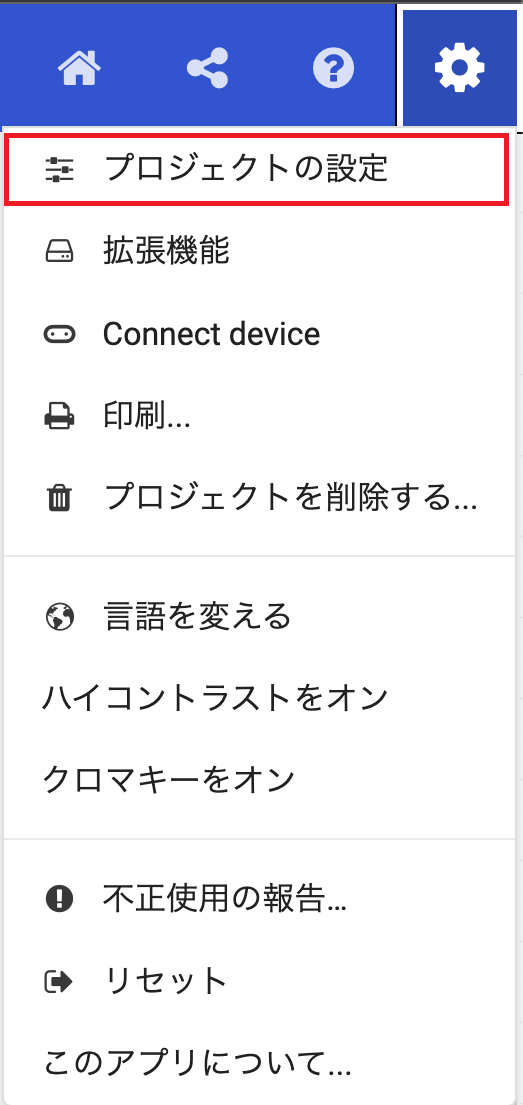 プロジェクトの設定
拡張機能
Connect device
印刷...
プロジェクトを削除する...
言語を変える
ハイコントラストをオン
クロマキーをオン
不正使用の報告...
リセット
このアプリについて...